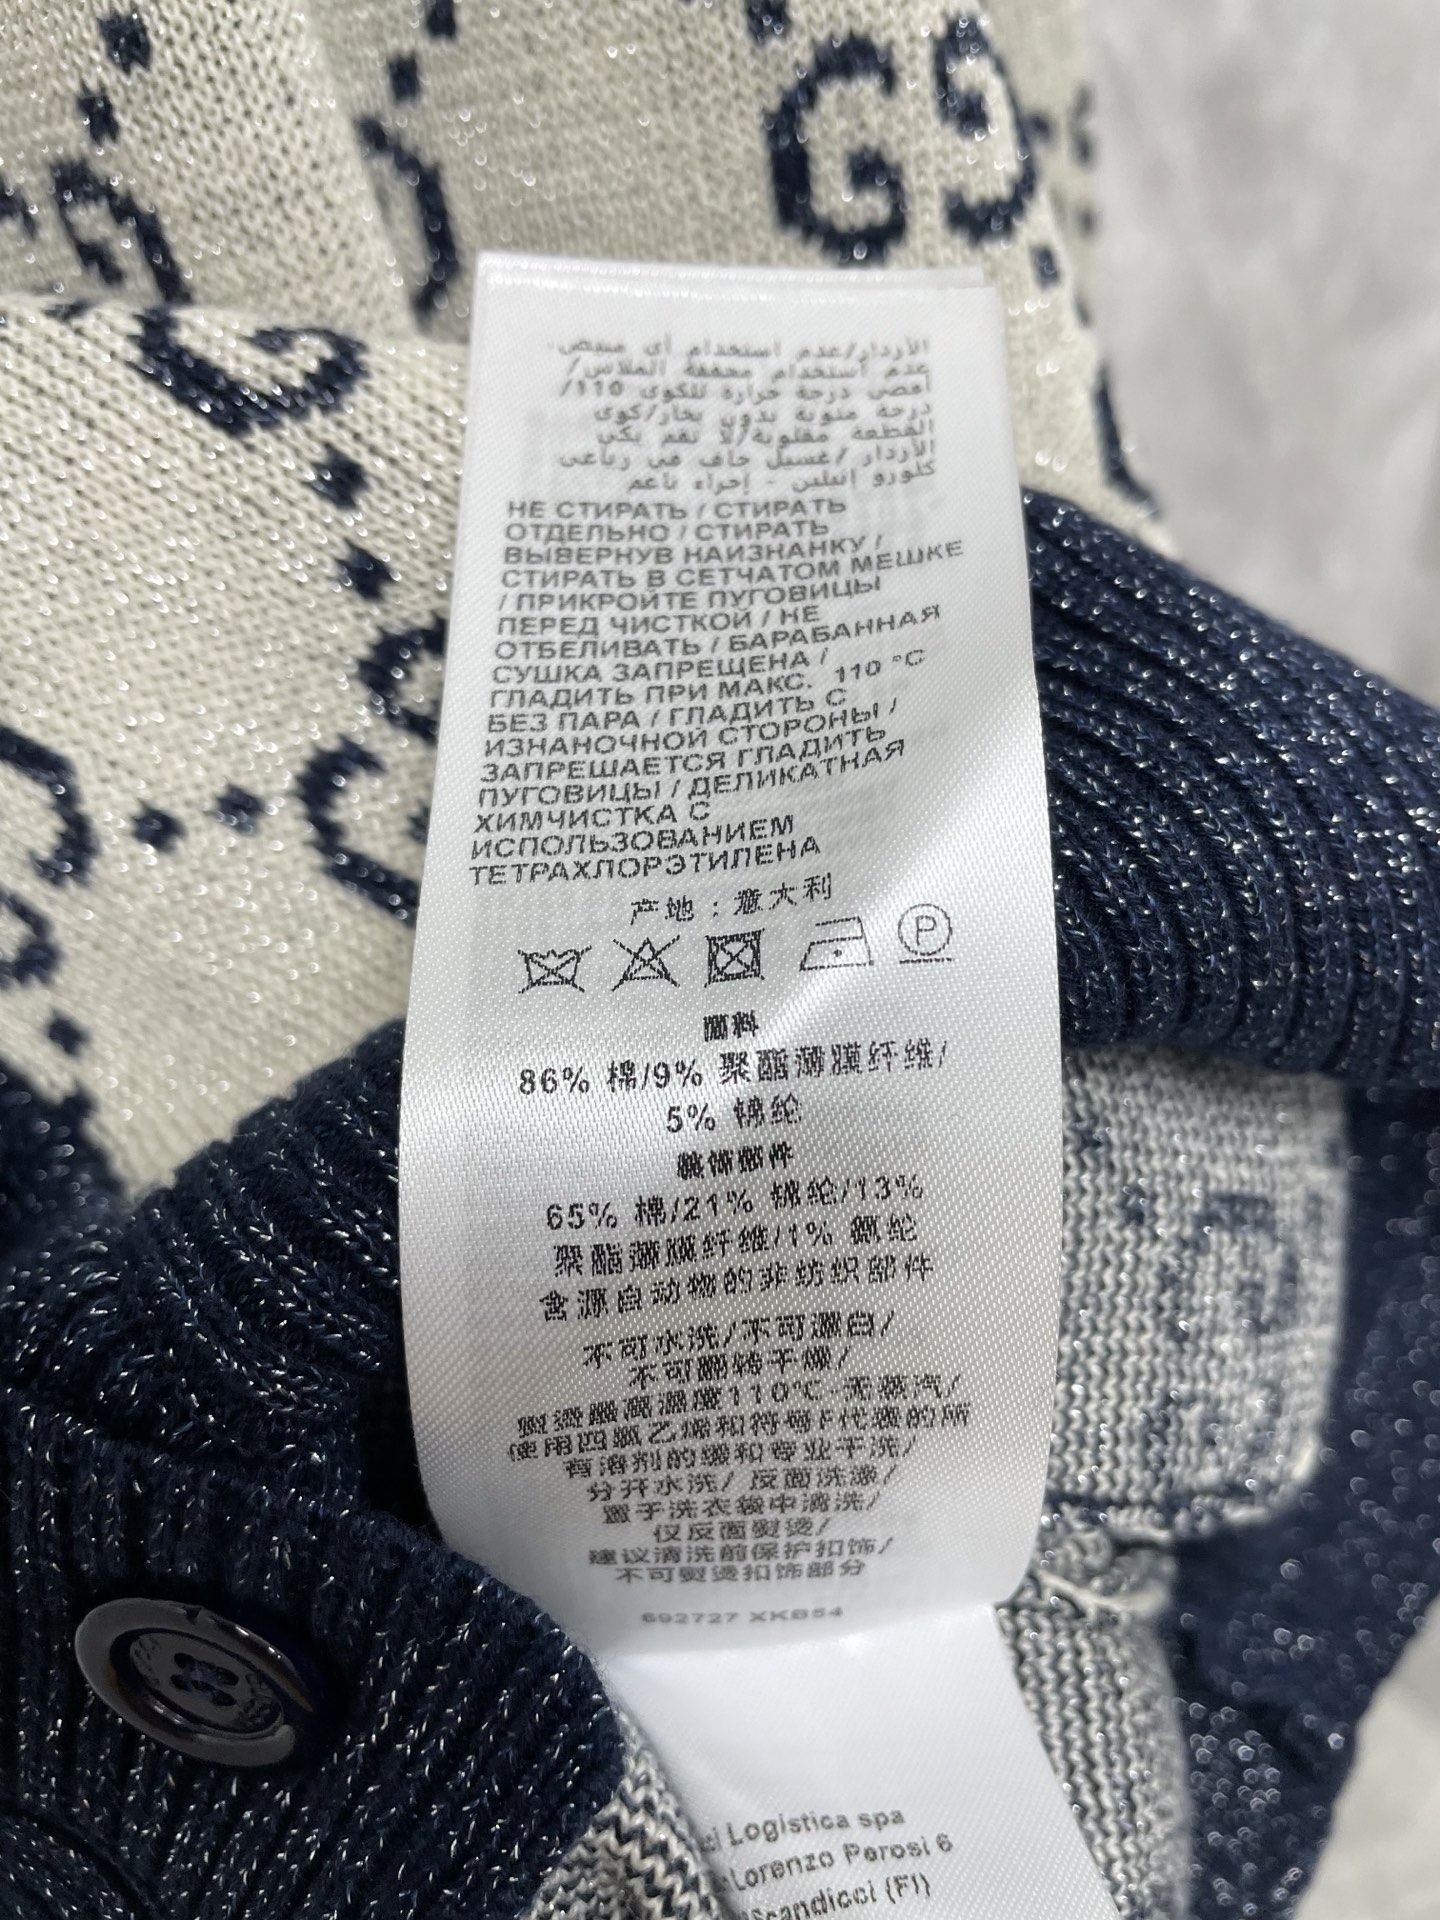 الأزرار/عدم استخدام أي مبيض.
عدم استخدام مجففة الملابس/
أقصى درجة حرارة للكوي 110/
درجة مئوية بدون بخار/كوي
القطعة مقلوبة/لا تقم بكي
الأزرار /غسيل جاف في رباعي
كلورو إيثيلين - إجراء ناعم
НЕ СТИРАТЬ / СТИРАТЬ
ОТДЕЛЬНО / СТИРАТЬ
ВЫВЕРНУВ НАИЗНАНКУ /
СТИРАТЬ В СЕТЧАТОМ МЕШКЕ
/ ПРИКРОЙТЕ ПУГОВИЦЫ
ПЕРЕД ЧИСТКОЙ / НЕ
ОТБЕЛИВАТЬ / БАРАБАННАЯ
СУШКА ЗАПРЕЩЕНА /
ГЛАДИТЬ ПРИ МАКС. 110 °C
БЕЗ ПАРА / ГЛАДИТЬ С
ИЗНАНОЧНОЙ СТОРОНЫ /
ЗАПРЕШАЕТСЯ ГЛАДИТЬ
ПУГОВИЦЫ / ДЕЛИКАТНАЯ
ХИМЧИСТКА С
ИСПОЛЬЗОВАНИЕМ
ТЕТРАХЛОРЭТИЛЕНА
产地：意大利
P
面料
86% 棉/9% 聚酯薄膜纤维/
5% 锦纶
装饰部件
65% 棉/21% 锦纶/13%
聚酯薄膜纤维/1% 氨纶
含源自动物的非纺织部件
不可水洗/不可漂白/
不可翻转干燥/
熨烫最高温度110°C-无蒸汽/
使用四氯乙烯和符号F代表的所
有溶剂的缓和专业干洗/
分开水洗/ 反面洗涤/
置于洗衣袋中清洗/
仅反面熨烫/
建议清洗前保护扣饰/
不可熨烫扣饰部分
692727 XKB54
Logistica spa
Lorenzo Perosi 6
Scandicci (FI)